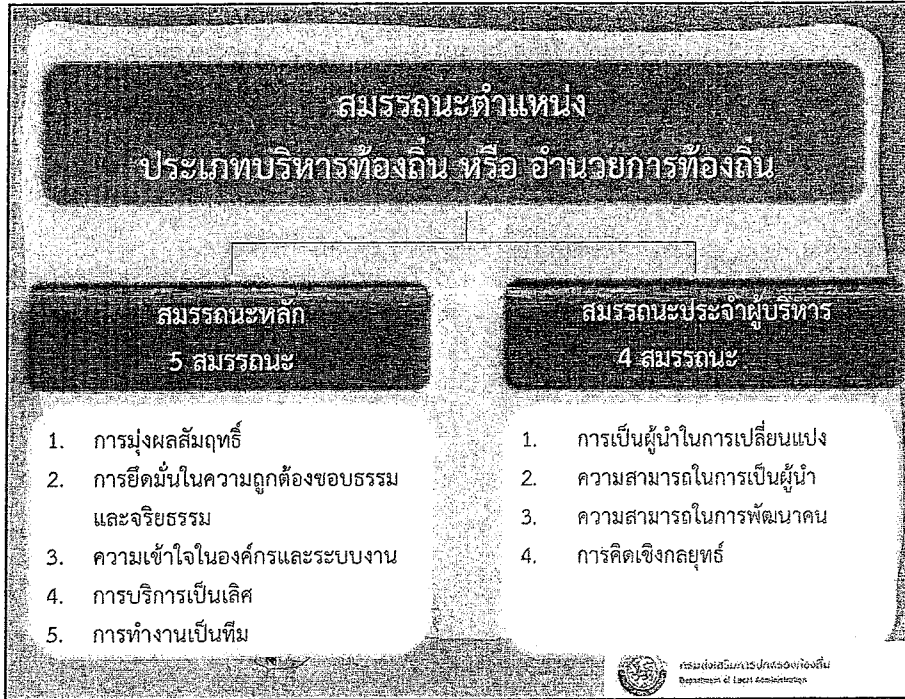 สมรรถนะตำแหน่ง
ประเภทบริหารท้องถิ่น หรือ อำนวยการท้องถิ่น
สมรรถนะหลัก
5 สมรรถนะ
1. การมุ่งผลสัมฤทธิ์
2. การยึดมั่นในความถูกต้องชอบธรรม
และจริยธรรม
3. ความเข้าใจในองค์กรและระบบงาน
4. การบริการเป็นเลิศ
5. การทำงานเป็นทีม
สมรรถนะประจำผู้บริหาร
4 สมรรถนะ
1. การเป็นผู้นำในการเปลี่ยนแปง
2. ความสามารถในการเป็นผู้นำ
3. ความสามารถในการพัฒนาคน
4. การคิดเชิงกลยุทธ์
กรมส่งเสริมการปกครองท้องถิ่น
Department of Local Administration